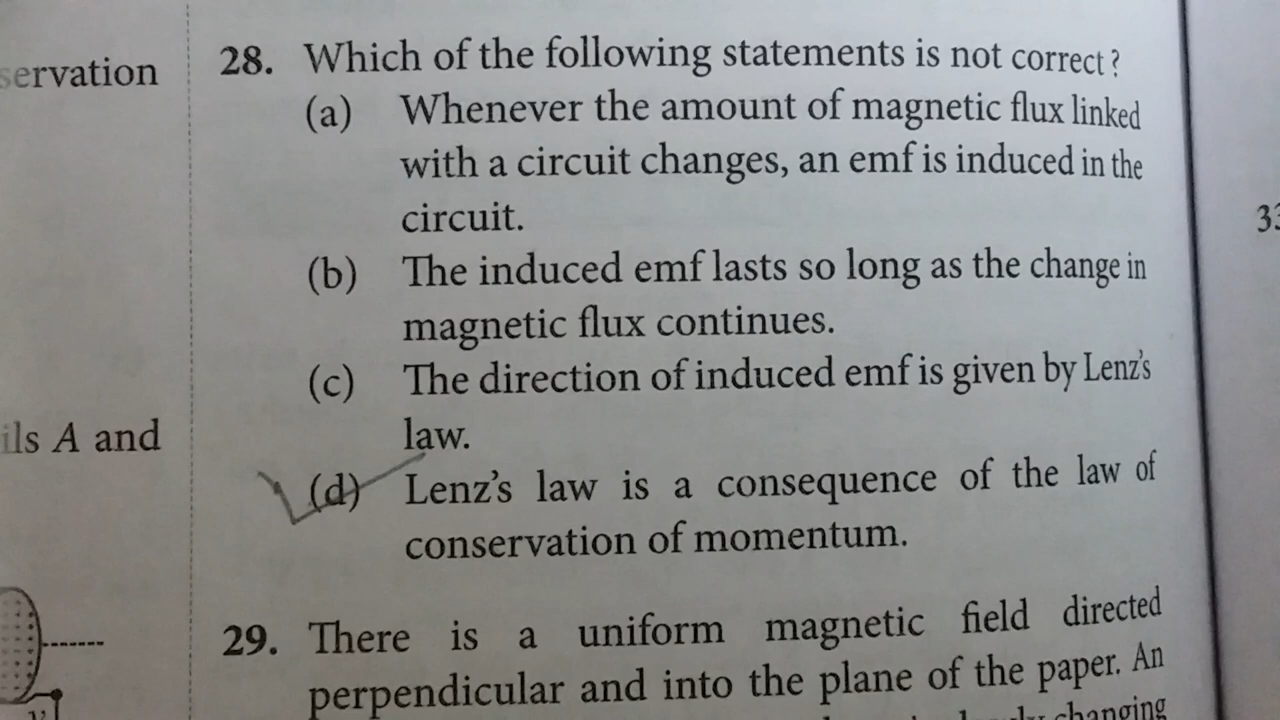 servation
ils A and
28. Which of the following statements is not correct?
(a) Whenever the amount of magnetic flux linked
with a circuit changes, an emf is induced in the
circuit.
(b) The induced emf lasts so long as the change in
magnetic flux continues.
(c) The direction of induced emf is given by Lenz's
law.
(d) Lenz's law is a consequence of the law of
conservation of momentum.
29. There is a uniform magnetic field directed
perpendicular and into the plane of the paper. An
changing